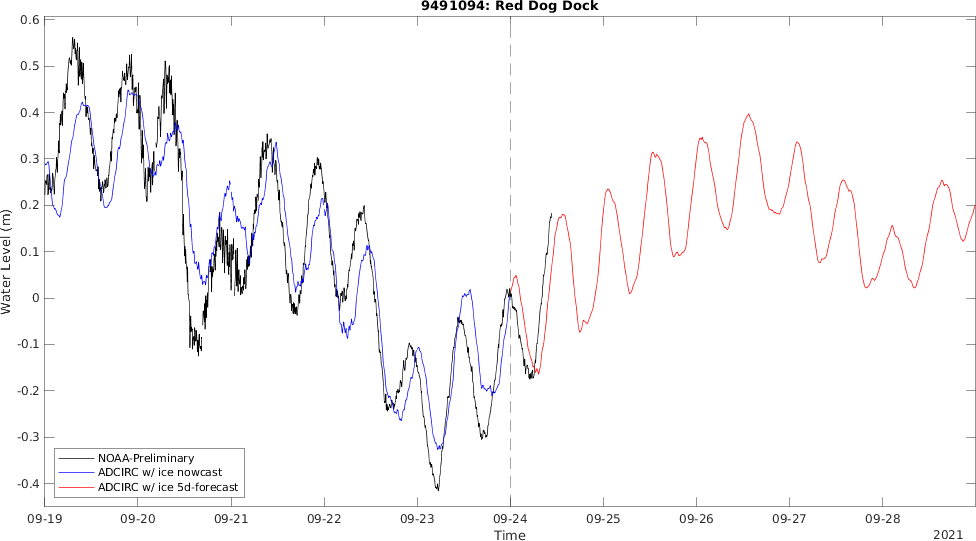 9491094: Red Dog Dock
0.6
0.5
0.4
0.3
0.2
0.1
0
-0.1
-0.2
-0.3
-0.4
Water Level (m)
NOAA-Preliminary
ADCIRC w/ ice nowcast
ADCIRC w/ ice 5d-forecast
09-19 09-20 09-21 09-22 09-23 09-24 09-25 09-26 09-27 09-28
Time
2021